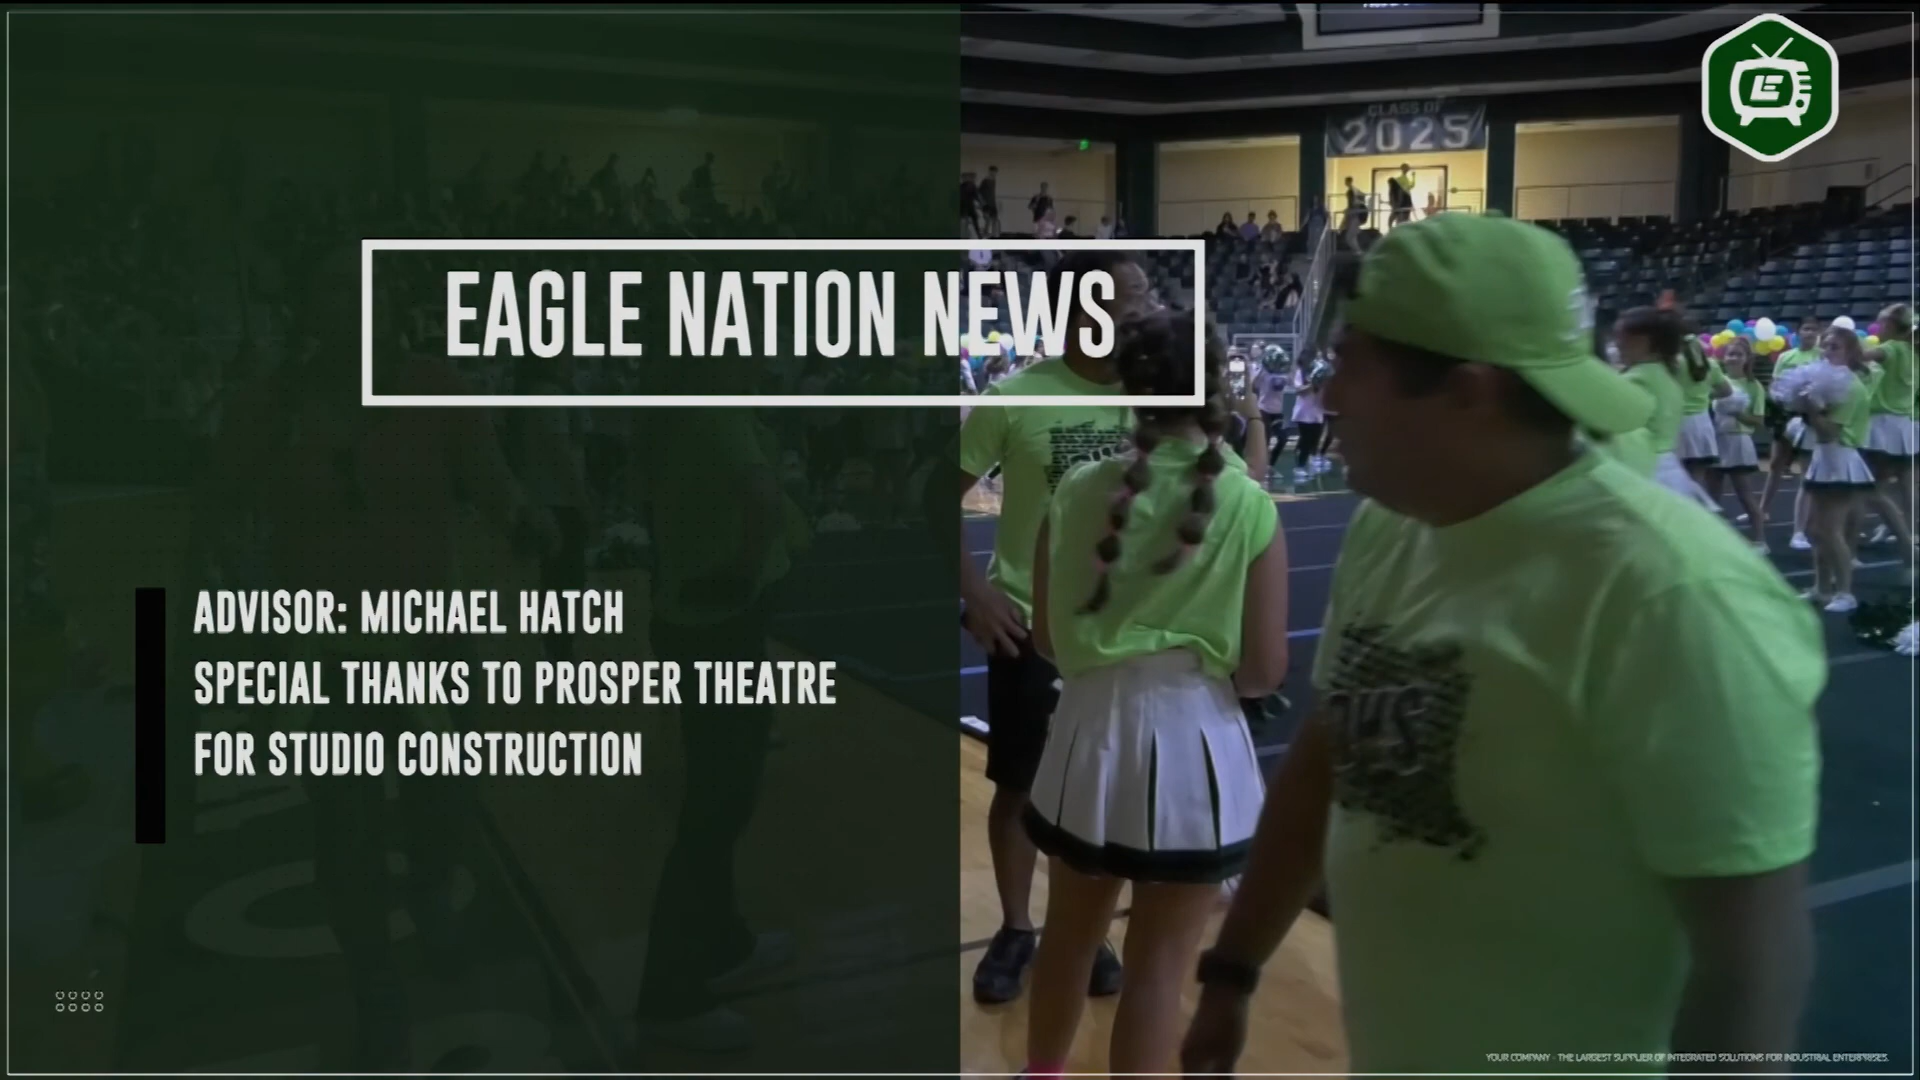 CLASS OF
2025
EAGLE NATION NEWS
ADVISOR: MICHAEL HATCH
SPECIAL THANKS TO PROSPER THEATRE
FOR STUDIO CONSTRUCTION
YOUR COMPANY - THE LARGEST SUPPLIER OF INTEGRATED SOLUTIONS FOR INDUSTRIAL ENTERPRISES.